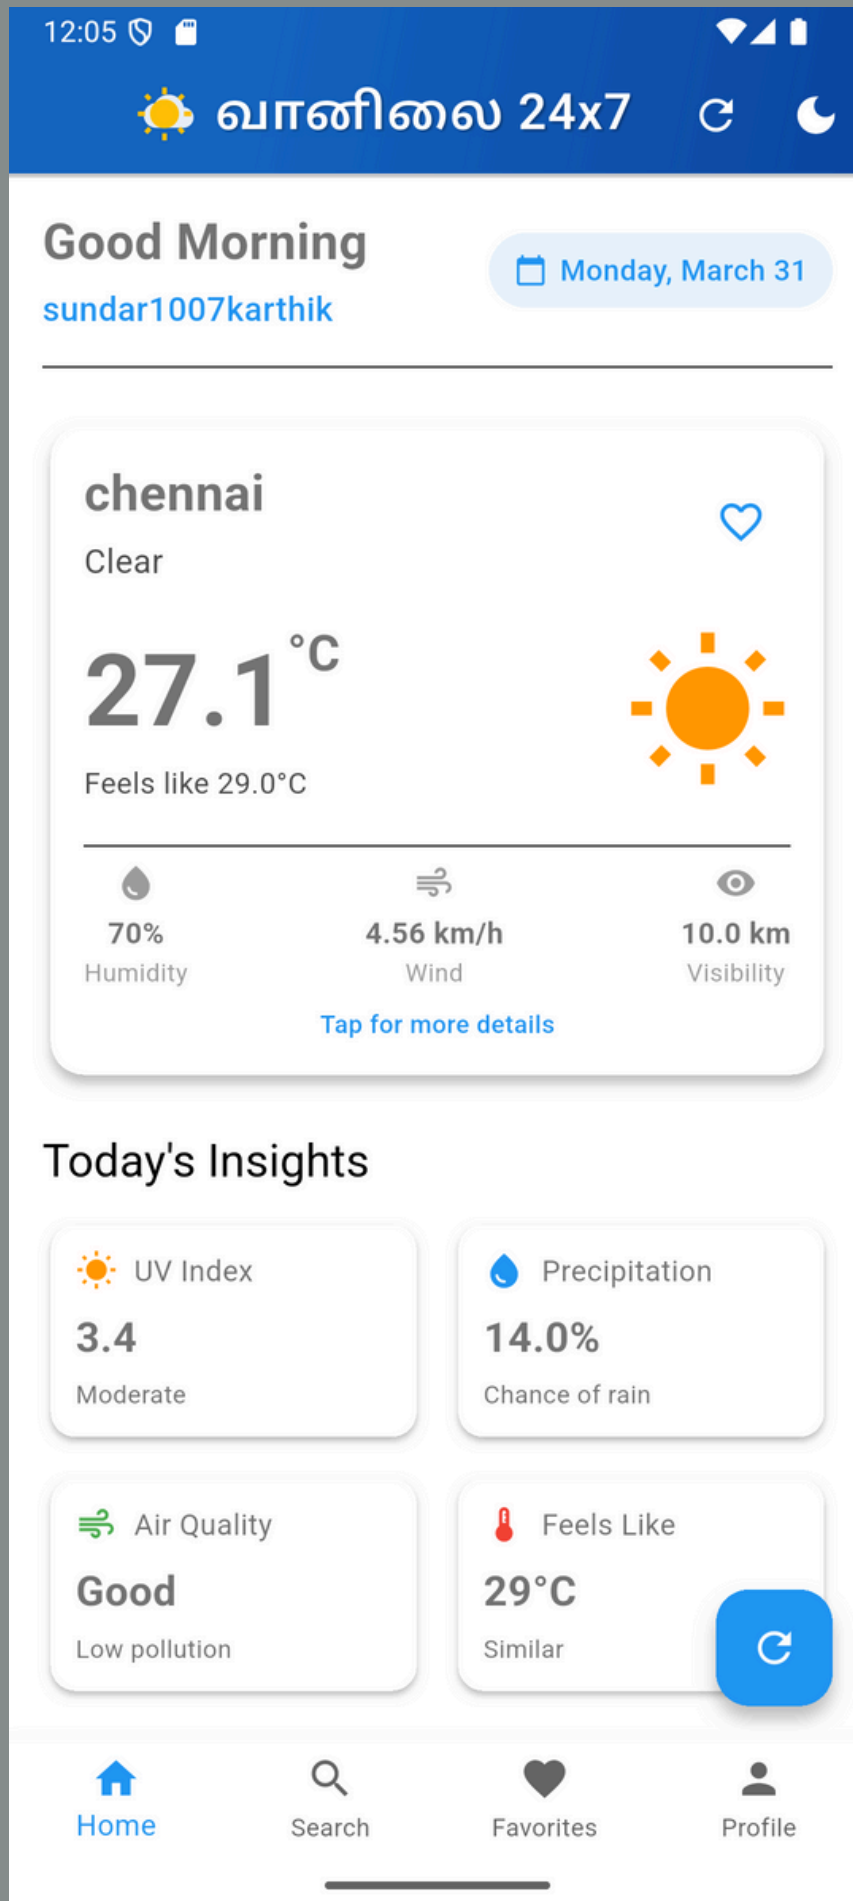 12:05
வானிலை 24x7
Good Morning
sundar1007karthik
Monday, March 31
chennai
Clear
27.1 °C
Feels like 29.0°C
70% 4.56 km/h 10.0 km
Humidity Wind Visibility
Tap for more details
Today's Insights
UV Index
3.4
Moderate
Precipitation
14.0%
Chance of rain
Air Quality
Good
Low pollution
Feels Like
29°C
Similar
Home Search Favorites Profile